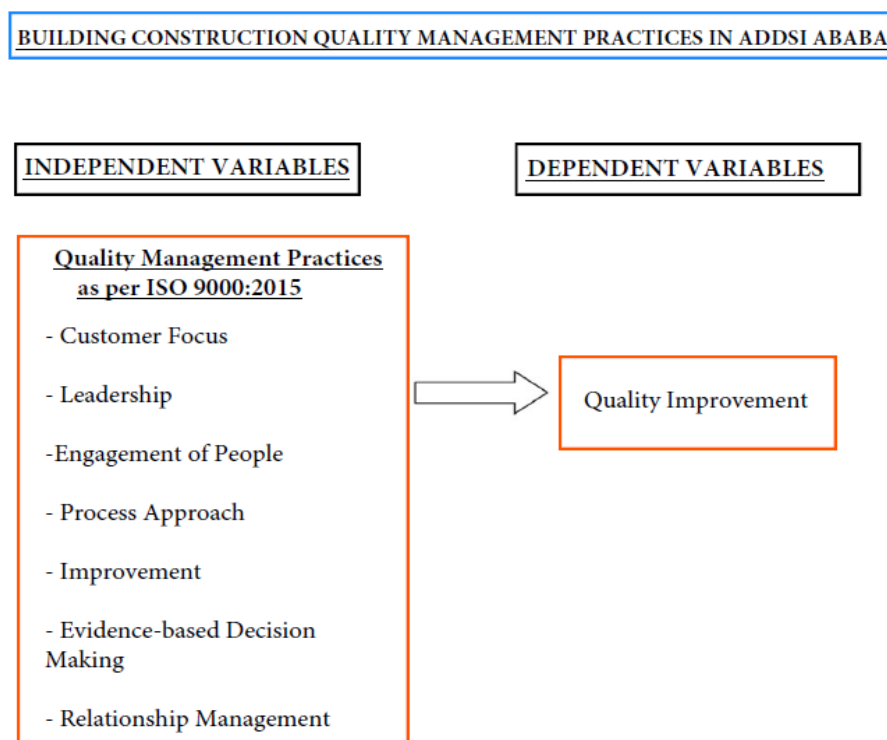 BUILDING CONSTRUCTION QUALITY MANAGEMENT PRACTICES IN ADDSI ABABA
INDEPENDENT VARIABLES
DEPENDENT VARIABLES
Quality Management Practices
as per ISO 9000:2015
- Customer Focus
- Leadership
-Engagement of People
- Process Approach
- Improvement
- Evidence-based Decision
Making
- Relationship Management
Quality Improvement